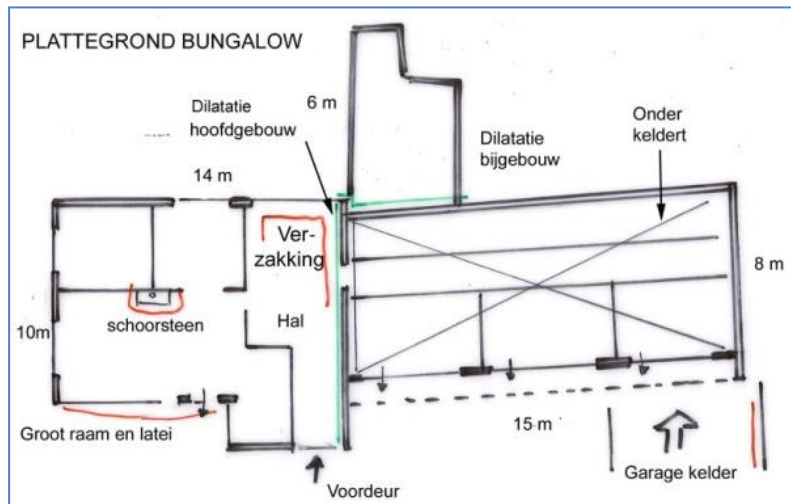 PLATTEGROND BUNGALOW
6 m
Dilatatie
hoofdgebouw
Dilatatie
bijgebouw
Onder
keldert
14 m
Ver-
zakking
8 m
schoorsteen
Hal
10m
Groot raam en latei
15 m
Garage kelder
Voordeur